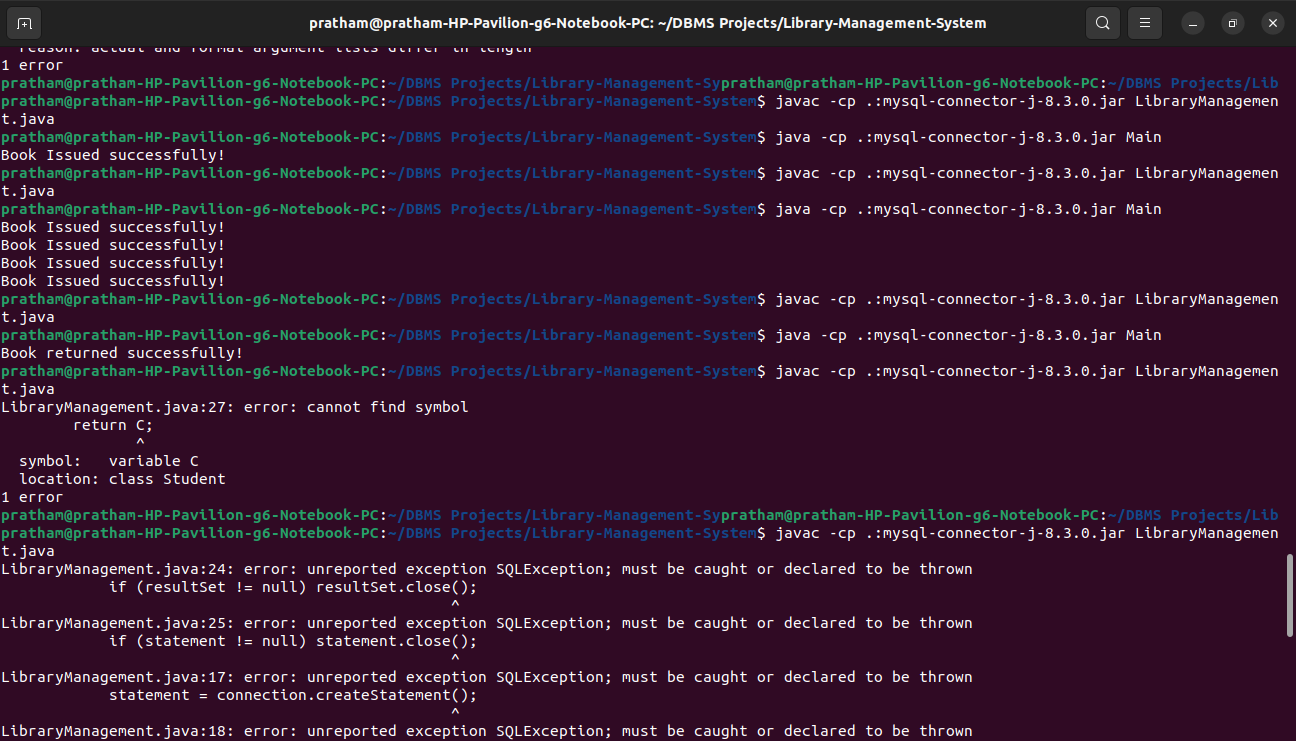 pratham@pratham-HP-Pavilion-g6-Notebook-PC: ~/DBMS Projects/Library-Management-System
reason: actual and formal argument lists differ in length
1 error
pratham@pratham-HP-Pavilion-g6-Notebook-PC:~/DBMS Projects/Library-Management-Sypratham@pratham-HP-Pavilion-g6-Notebook-PC:~/DBMS Projects/Lib
pratham@pratham-HP-Pavilion-g6-Notebook-PC:~/DBMS Projects/Library-Management-System$ javac -cp .:mysql-connector-j-8.3.0.jar LibraryManagemen
t.java
pratham@pratham-HP-Pavilion-g6-Notebook-PC:~/DBMS Projects/Library-Management-System$ java -cp .:mysql-connector-j-8.3.0.jar Main
Book Issued successfully!
pratham@pratham-HP-Pavilion-g6-Notebook-PC:~/DBMS Projects/Library-Management-System$ javac -cp .:mysql-connector-j-8.3.0.jar LibraryManagemen
t.java
pratham@pratham-HP-Pavilion-g6-Notebook-PC:~/DBMS Projects/Library-Management-System$ java -cp .:mysql-connector-j-8.3.0.jar Main
Book Issued successfully!
Book Issued successfully!
Book Issued successfully!
Book Issued successfully!
pratham@pratham-HP-Pavilion-g6-Notebook-PC:~/DBMS Projects/Library-Management-System$ javac -cp .:mysql-connector-j-8.3.0.jar LibraryManagemen
t.java
pratham@pratham-HP-Pavilion-g6-Notebook-PC:~/DBMS Projects/Library-Management-System$ java -cp .:mysql-connector-j-8.3.0.jar Main
Book returned successfully!
pratham@pratham-HP-Pavilion-g6-Notebook-PC:~/DBMS Projects/Library-Management-System$ javac -cp .:mysql-connector-j-8.3.0.jar LibraryManagemen
t.java
LibraryManagement.java:27: error: cannot find symbol
        return C;
               ^
  symbol:   variable C
  location: class Student
1 error
pratham@pratham-HP-Pavilion-g6-Notebook-PC:~/DBMS Projects/Library-Management-Sypratham@pratham-HP-Pavilion-g6-Notebook-PC:~/DBMS Projects/Lib
pratham@pratham-HP-Pavilion-g6-Notebook-PC:~/DBMS Projects/Library-Management-System$ javac -cp .:mysql-connector-j-8.3.0.jar LibraryManagemen
t.java
LibraryManagement.java:24: error: unreported exception SQLException; must be caught or declared to be thrown
            if (resultSet != null) resultSet.close();
                                                  ^
LibraryManagement.java:25: error: unreported exception SQLException; must be caught or declared to be thrown
            if (statement != null) statement.close();
                                                  ^
LibraryManagement.java:17: error: unreported exception SQLException; must be caught or declared to be thrown
            statement = connection.createStatement();
                                                  ^
LibraryManagement.java:18: error: unreported exception SQLException; must be caught or declared to be thrown